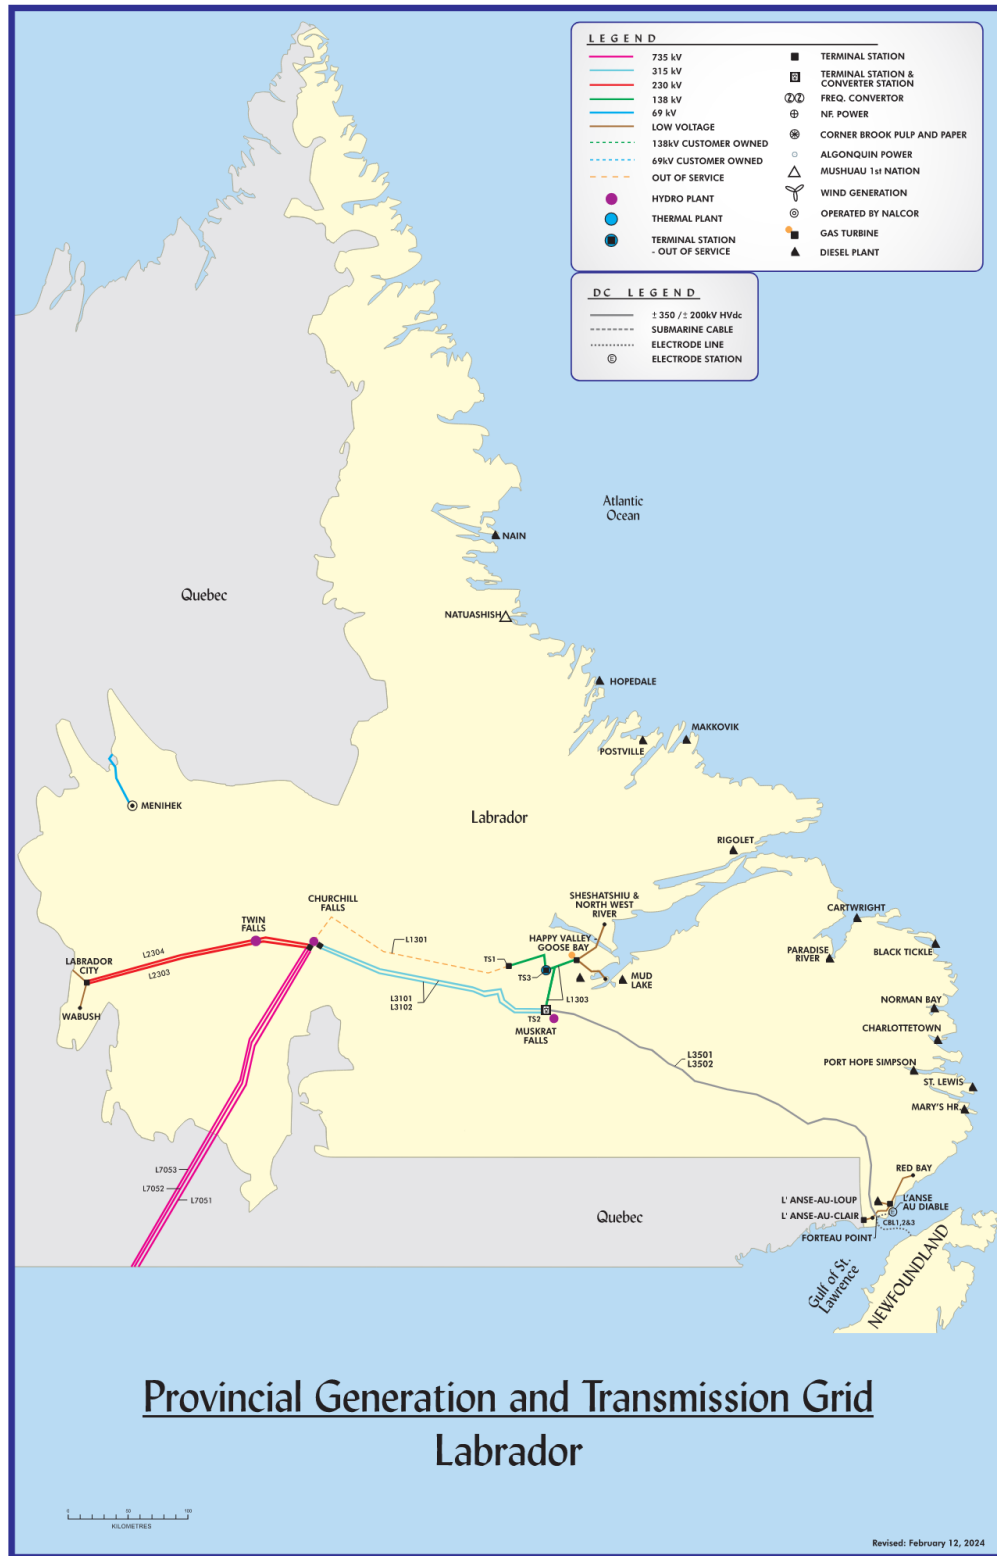 LEGEND
735 kV
315 kV
230 kV
138 kV
69 kV
LOW VOLTAGE
138kV CUSTOMER OWNED
69kV CUSTOMER OWNED
OUT OF SERVICE
HYDRO PLANT
THERMAL PLANT
TERMINAL STATION
- OUT OF SERVICE
TERMINAL STATION
TERMINAL STATION &
CONVERTER STATION
FREQ. CONVERTOR
NF. POWER
CORNER BROOK PULP AND PAPER
ALGONQUIN POWER
MUSHUAU 1st NATION
WIND GENERATION
OPERATED BY NALCOR
GAS TURBINE
DIESEL PLANT
DC LEGEND
± 350 /± 200kV HVdc
SUBMARINE CABLE
ELECTRODE LINE
E
ELECTRODE STATION
Atlantic
Ocean
NAIN
Quebec
NATUASHISH
HOPEDALE
MAKKOVIK
POSTVILLE
MENIHEK
Labrador
RIGOLET
CHURCHILL
FALLS
SHESHATSHIU &
NORTH WEST
RIVER
CARTWRIGHT
TWIN
FALLS
L1301
HAPPY VALLEY
GOOSE BAY
PARADISE
RIVER
BLACK TICKLE
L2304
L2303
LABRADOR
CITY
TS1
TS3
MUD
LAKE
L3101
L3102
L1303
WABUSH
TS2
MUSKRAT
FALLS
NORMAN BAY
CHARLOTTETOWN
L3501
L3502
PORT HOPE SIMPSON
ST. LEWIS
MARY'S HR.
L7053
L7052
L7051
RED BAY
L' ANSE-AU-LOUP
L'ANSE
AU DIABLE
E
L' ANSE-AU-CLAIR
CBL1,2&3
Quebec
FORTEAU POINT
Gulf of St.
Lawrence
NEWFOUNDLAND
Provincial Generation and Transmission Grid
Labrador
0 50 100
KILOMETRES
Revised: February 12, 2024